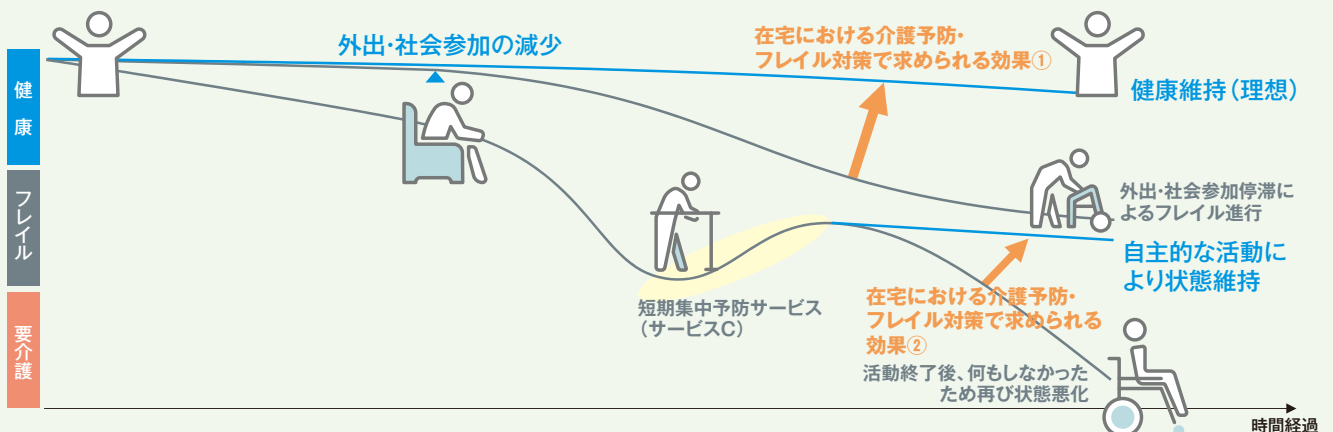 健康
フレイル
要介護
外出・社会参加の減少
在宅における介護予防・
フレイル対策で求められる効果①
健康維持（理想）
外出・社会参加停滞に
よるフレイル進行
自主的な活動に
より状態維持
短期集中予防サービス
（サービスC）
在宅における介護予防・
フレイル対策で求められる
効果②
活動終了後、何もしなかった
ため再び状態悪化
時間経過